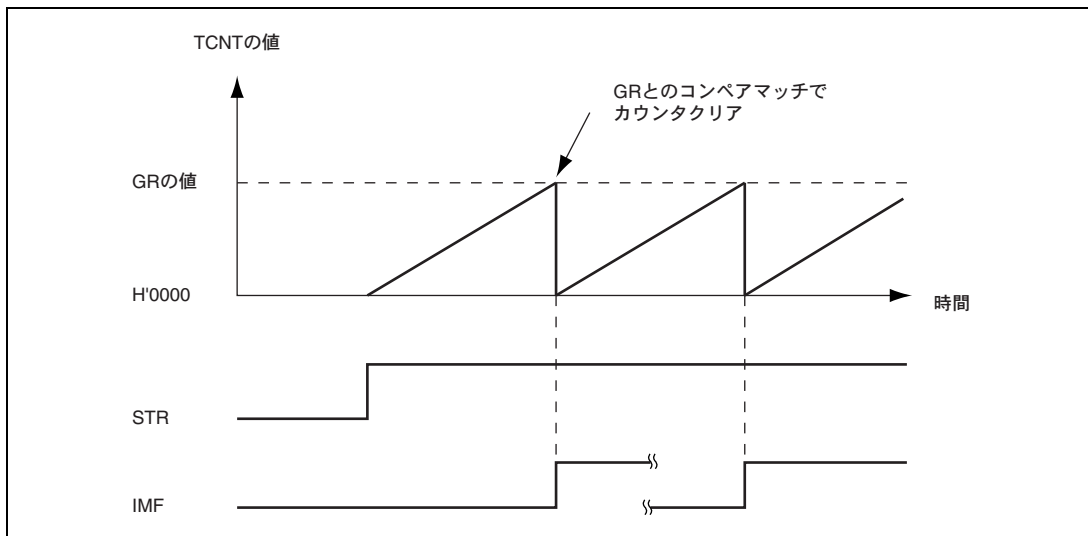 TCNTの値
GRとのコンペアマッチで
カウンタクリア
GRの値
H'0000
時間
STR
IMF